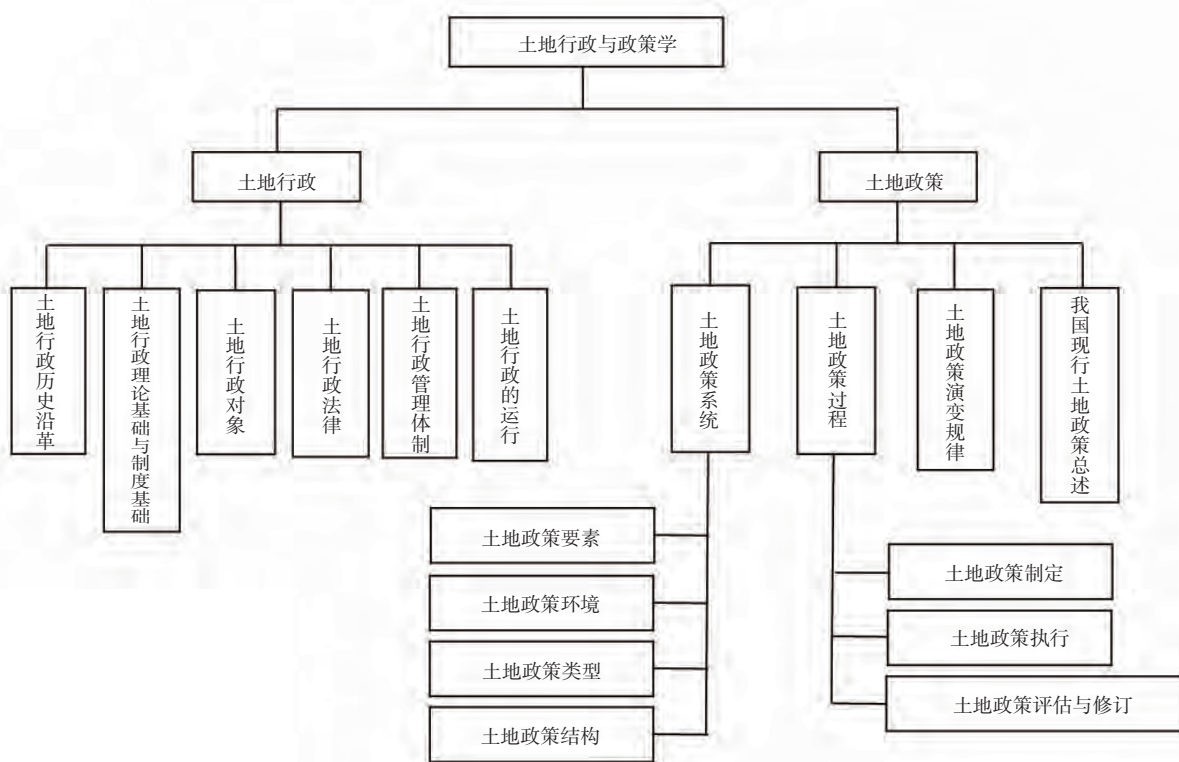 土地行政与政策学
土地行政
土地政策
土地行政历史沿革
土地行政理论基础与制度基础
土地行政对象
土地行政法律
土地行政管理体制
土地行政的运行
土地政策系统
土地政策过程
土地政策演变规律
我国现行土地政策总述
土地政策要素
土地政策环境
土地政策类型
土地政策结构
土地政策制定
土地政策执行
土地政策评估与修订